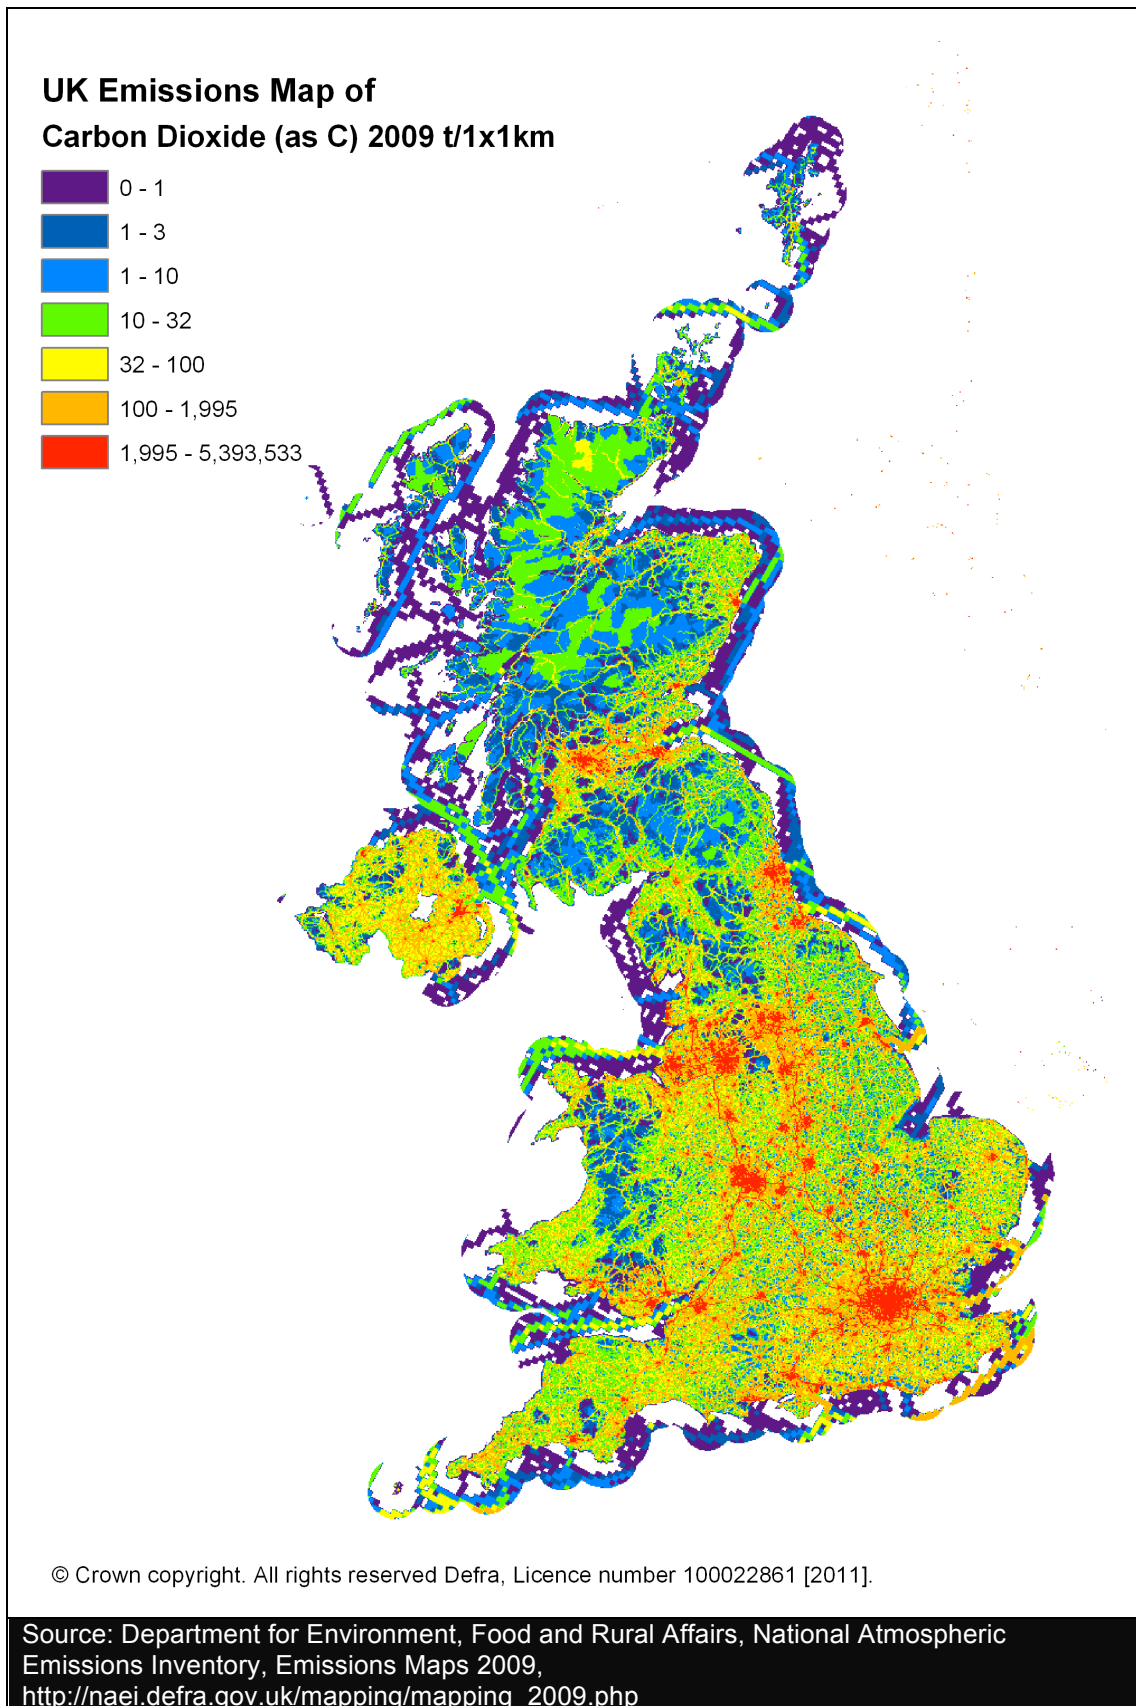 UK Emissions Map of
Carbon Dioxide (as C) 2009 t/1x1km
0 - 1
1 - 3
1 - 10
10 - 32
32 - 100
100 - 1,995
1,995 - 5,393,533
© Crown copyright. All rights reserved Defra, Licence number 100022861 [2011].
Source: Department for Environment, Food and Rural Affairs, National Atmospheric
Emissions Inventory, Emissions Maps 2009,
http://naei.defra.gov.uk/mapping/mapping_2009.php